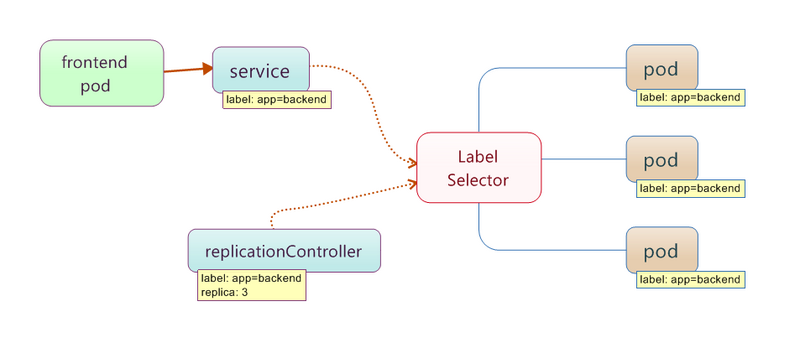 frontend
pod
service
label: app=backend
replicationController
label: app=backend
replica: 3
Label
Selector
pod
label: app=backend
pod
label: app=backend
pod
label: app=backend